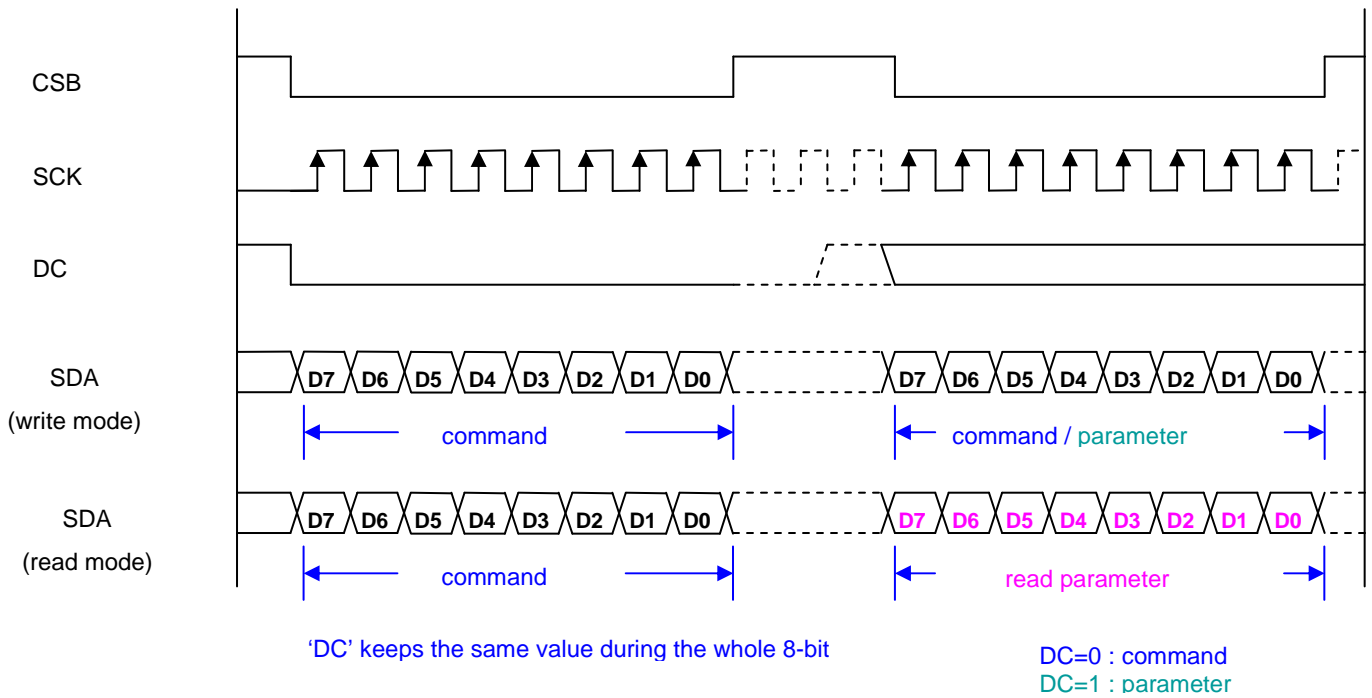 CSB
SCK
DC
SDA
(write mode)
D7 D6 D5 D4 D3 D2 D1 D0 D7 D6 D5 D4 D3 D2 D1 D0
command command / parameter
SDA
(read mode)
D7 D6 D5 D4 D3 D2 D1 D0 D7 D6 D5 D4 D3 D2 D1 D0
command read parameter
‘DC’ keeps the same value during the whole 8-bit
DC=0 : command
DC=1 : parameter